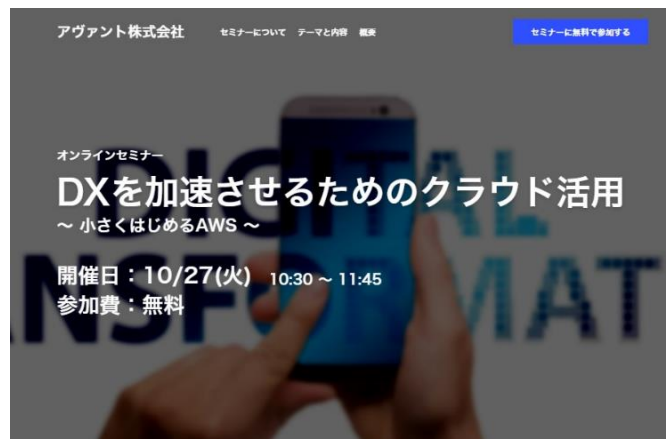 アヴァント株式会社 セミナーについて テーマと内容 概要 セミナーに無料で参加する
オンラインセミナー
DXを加速させるためのクラウド活用
～ 小さくはじめるAWS ～
開催日：10/27(火) 10:30 ~ 11:45
参加費：無料
DIGITAL
ANSFORMAT